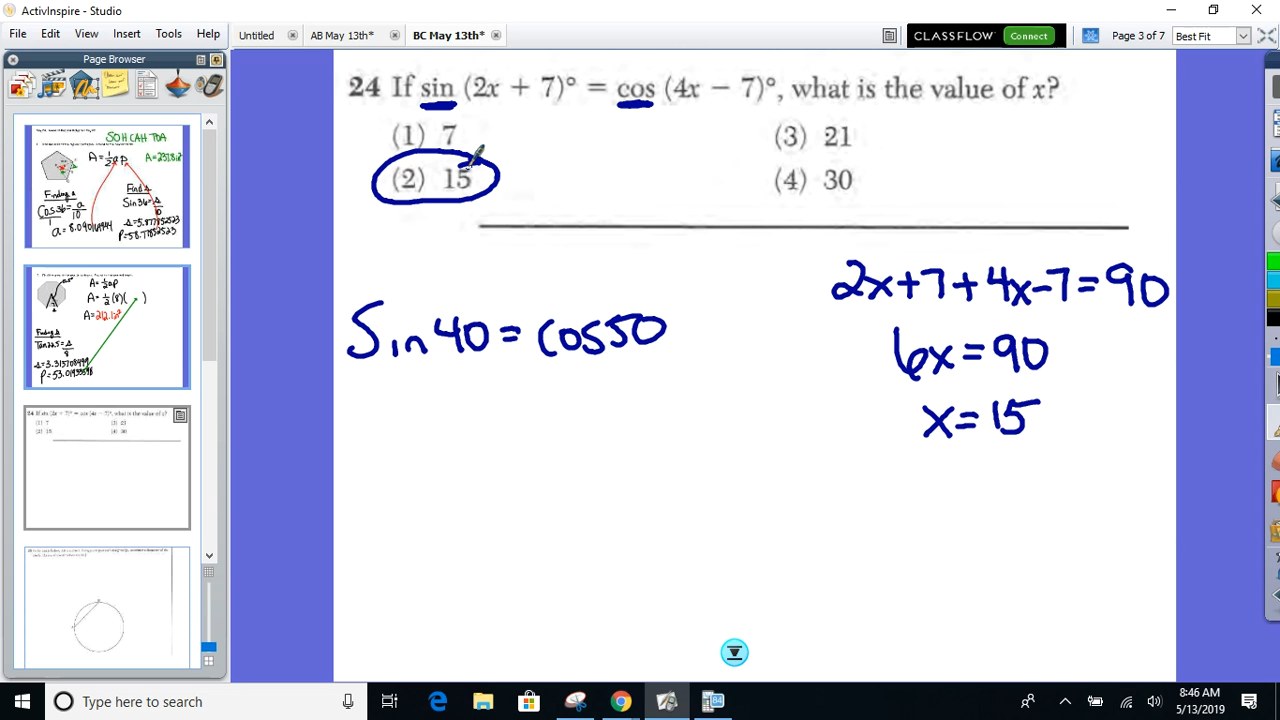 ActivInspire - Studio
File Edit View Insert Tools Help
Untitled AB May 13th* BC May 13th*
CLASSFLOW Connect
Page 3 of 7
Best Fit
Page Browser
SOH CAH TOA
Finding a
Find s
Finding s
24 If sin (2x + 7)° = cos (4x − 7)°, what is the value of x?
(1) 7
(2) 15
(3) 21
(4) 30
Sin 40 = cos 50
2x+7+4x-7=90
6x=90
x=15
Type here to search
8:46 AM
5/13/2019